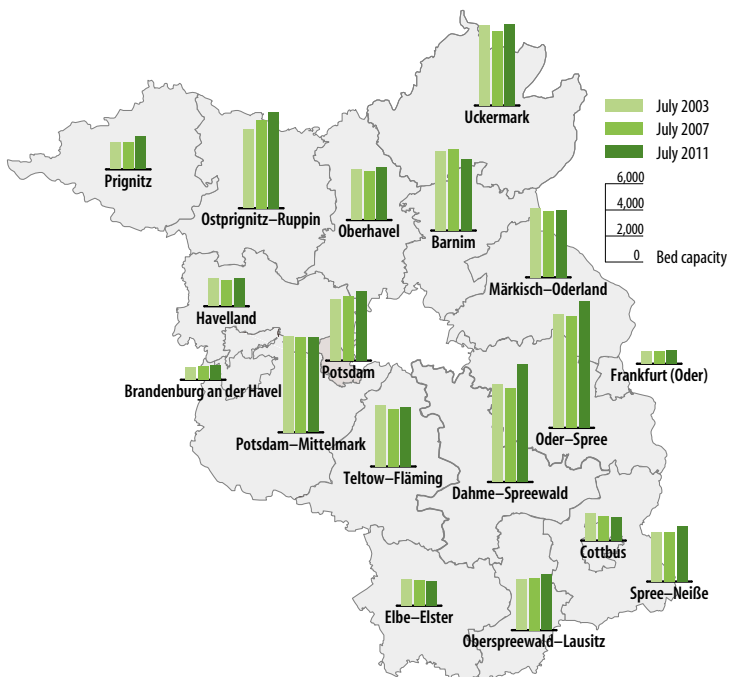 Uckermark
July 2003
July 2007
July 2011
Prignitz
6,000
4,000
2,000
0 Bed capacity
Ostprignitz–Ruppin
Oberhavel
Barnim
Märkisch–Oderland
Havelland
Potsdam
Frankfurt (Oder)
Brandenburg an der Havel
Potsdam–Mittelmark
Oder–Spree
Teltow–Fläming
Dahme–Spreewald
Cottbus
Spree–Neiße
Elbe–Elster
Oberspreewald–Lausitz